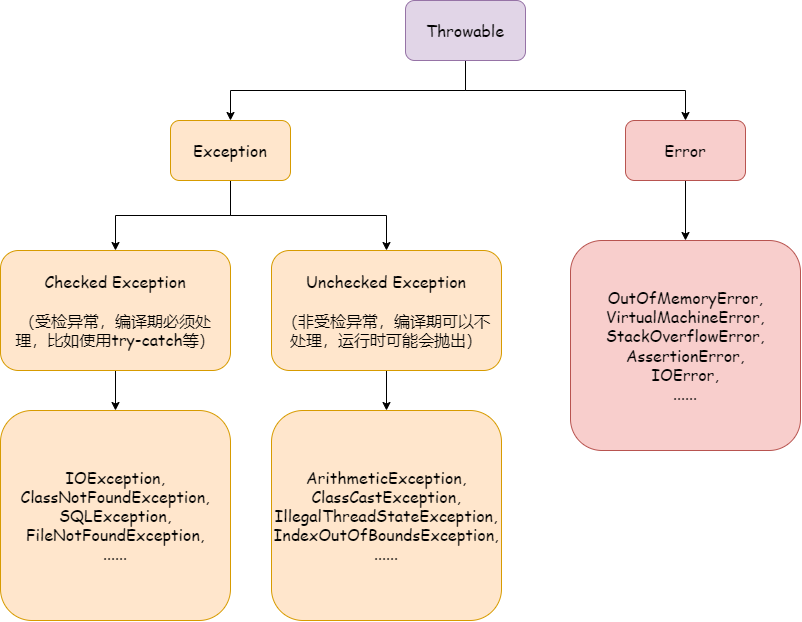 Throwable
Exception
Error
Checked Exception
（受检异常，编译期必须处
理，比如使用try-catch等）
Unchecked Exception
（非受检异常，编译期可以不
处理，运行时可能会抛出）
OutOfMemoryError,
VirtualMachineError,
StackOverflowError,
AssertionError,
IOError,
......
IOException,
ClassNotFoundException,
SQLException,
FileNotFoundException,
......
ArithmeticException,
ClassCastException,
IllegalThreadStateException,
IndexOutOfBoundsException,
......